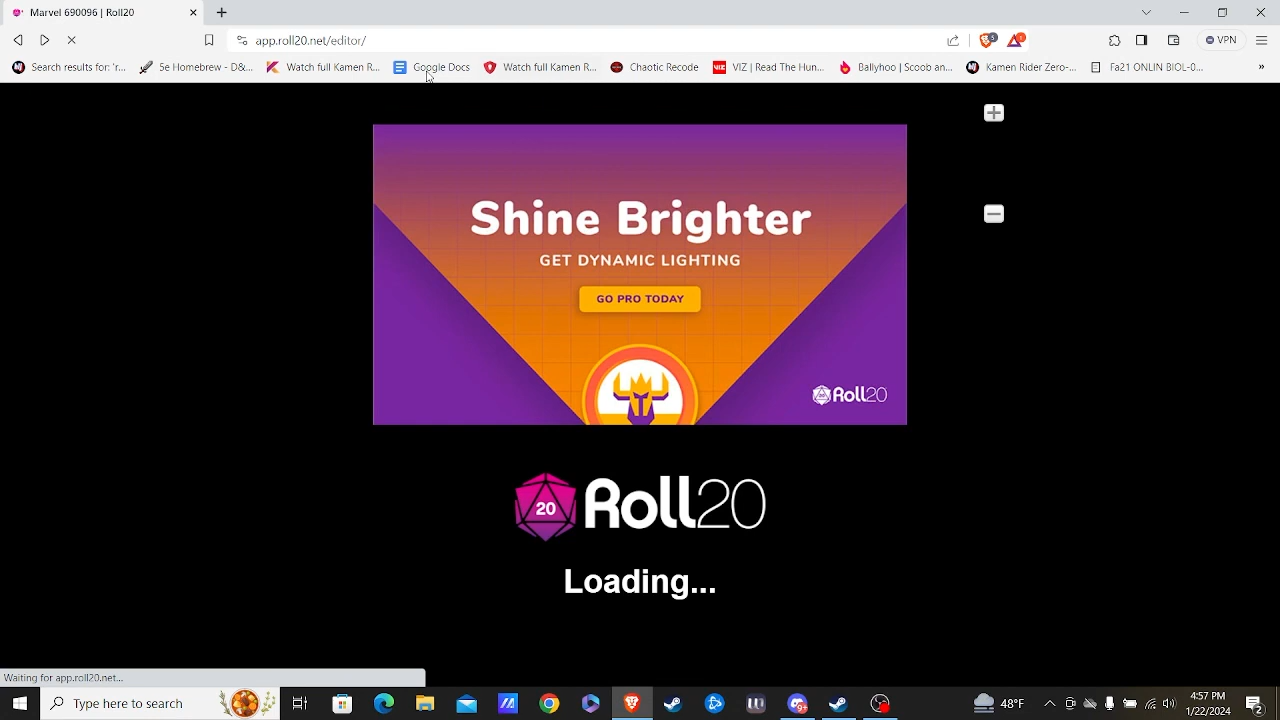 Marvel 690096 | Roll20
app.roll20.net/editor/
5
VPN
Search results for: 'r...
5e Homebrew - D&...
Watch full Kamen R...
Google Docs
Watch full Kamen R...
Chaotic Recode
VIZ | Read The Hun...
Ballyhoo | Scoob an...
Kamen Rider Zero-...
Fa21 ONLIN BIOL-0...
»
Shine Brighter
GET DYNAMIC LIGHTING
GO PRO TODAY
Roll20
20
Roll20
Loading...
Waiting for app.roll20.net...
Type here to search
9+
48°F
4:57 PM
1/22/2024
2